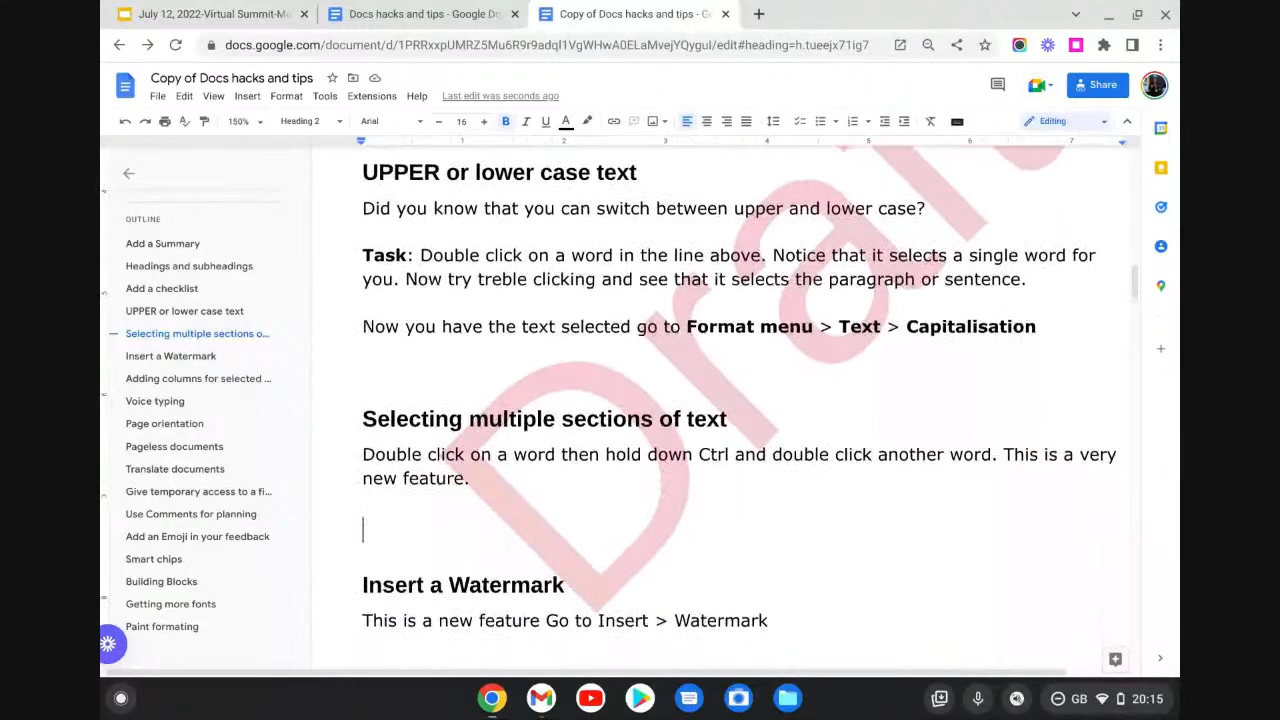 July 12, 2022-Virtual Summit-M
Docs hacks and tips - Google Do
Copy of Docs hacks and tips - G
docs.google.com/document/d/1PRRxxpUMRZ5Mu6R9r9adqI1VgWHwA0ELaMvejYQyguI/edit#heading=h.tueejx71ig7
Copy of Docs hacks and tips
File Edit View Insert Format Tools Extensions Help Last edit was seconds ago
Share
150% Heading 2 Arial 16 B I U A Editing
1 2 3 4 5 6 7
OUTLINE
Add a Summary
Headings and subheadings
Add a checklist
UPPER or lower case text
Selecting multiple sections o...
Insert a Watermark
Adding columns for selected ...
Voice typing
Page orientation
Pageless documents
Translate documents
Give temporary access to a fi...
Use Comments for planning
Add an Emoji in your feedback
Smart chips
Building Blocks
Getting more fonts
Paint formating
Draft
UPPER or lower case text
Did you know that you can switch between upper and lower case?
Task: Double click on a word in the line above. Notice that it selects a single word for
you. Now try treble clicking and see that it selects the paragraph or sentence.
Now you have the text selected go to Format menu > Text > Capitalisation
Selecting multiple sections of text
Double click on a word then hold down Ctrl and double click another word. This is a very
new feature.
Insert a Watermark
This is a new feature Go to Insert > Watermark
GB 20:15